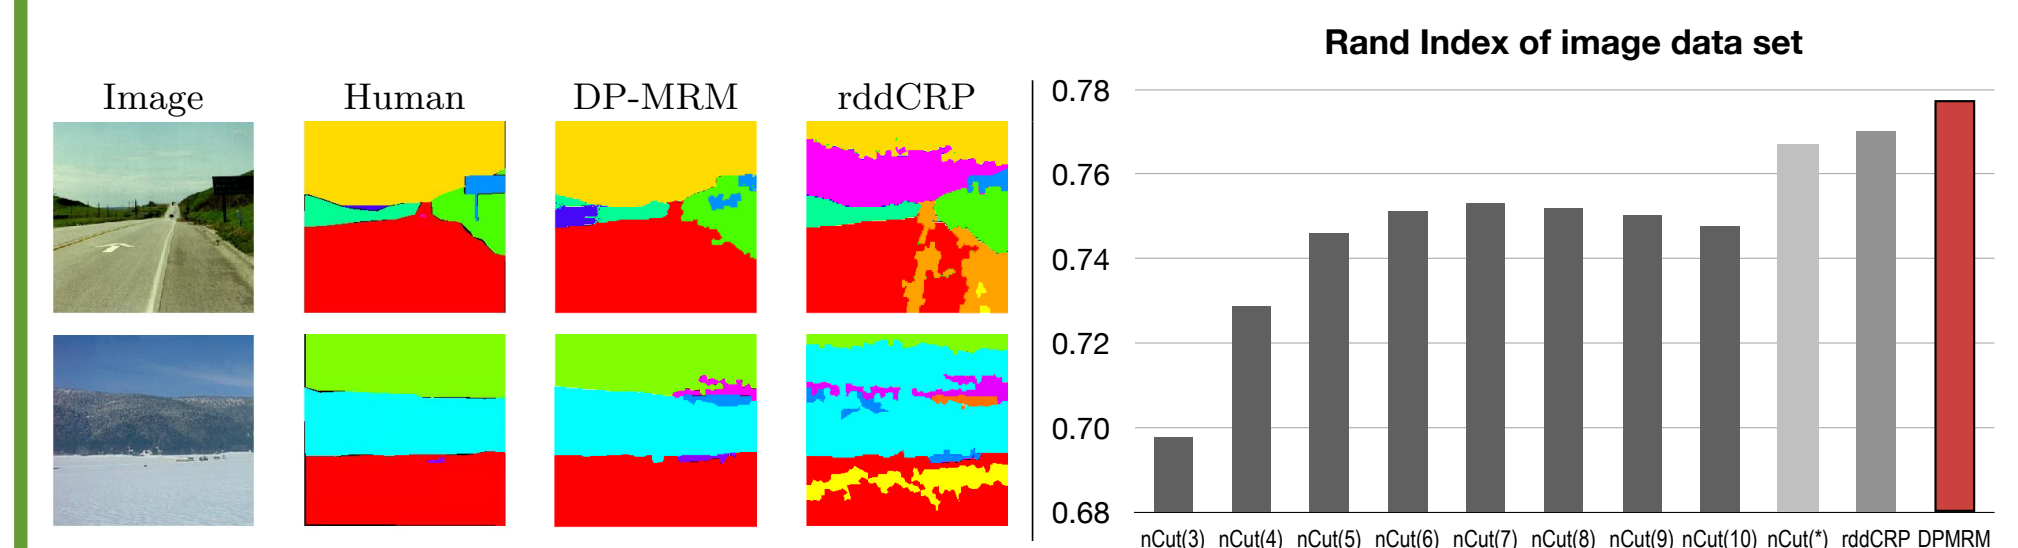 Image Human DP-MRM rddCRP
Rand Index of image data set
0.78
0.76
0.74
0.72
0.70
0.68
nCut(3) nCut(4) nCut(5) nCut(6) nCut(7) nCut(8) nCut(9) nCut(10) nCut(*) rddCRP DPMRM